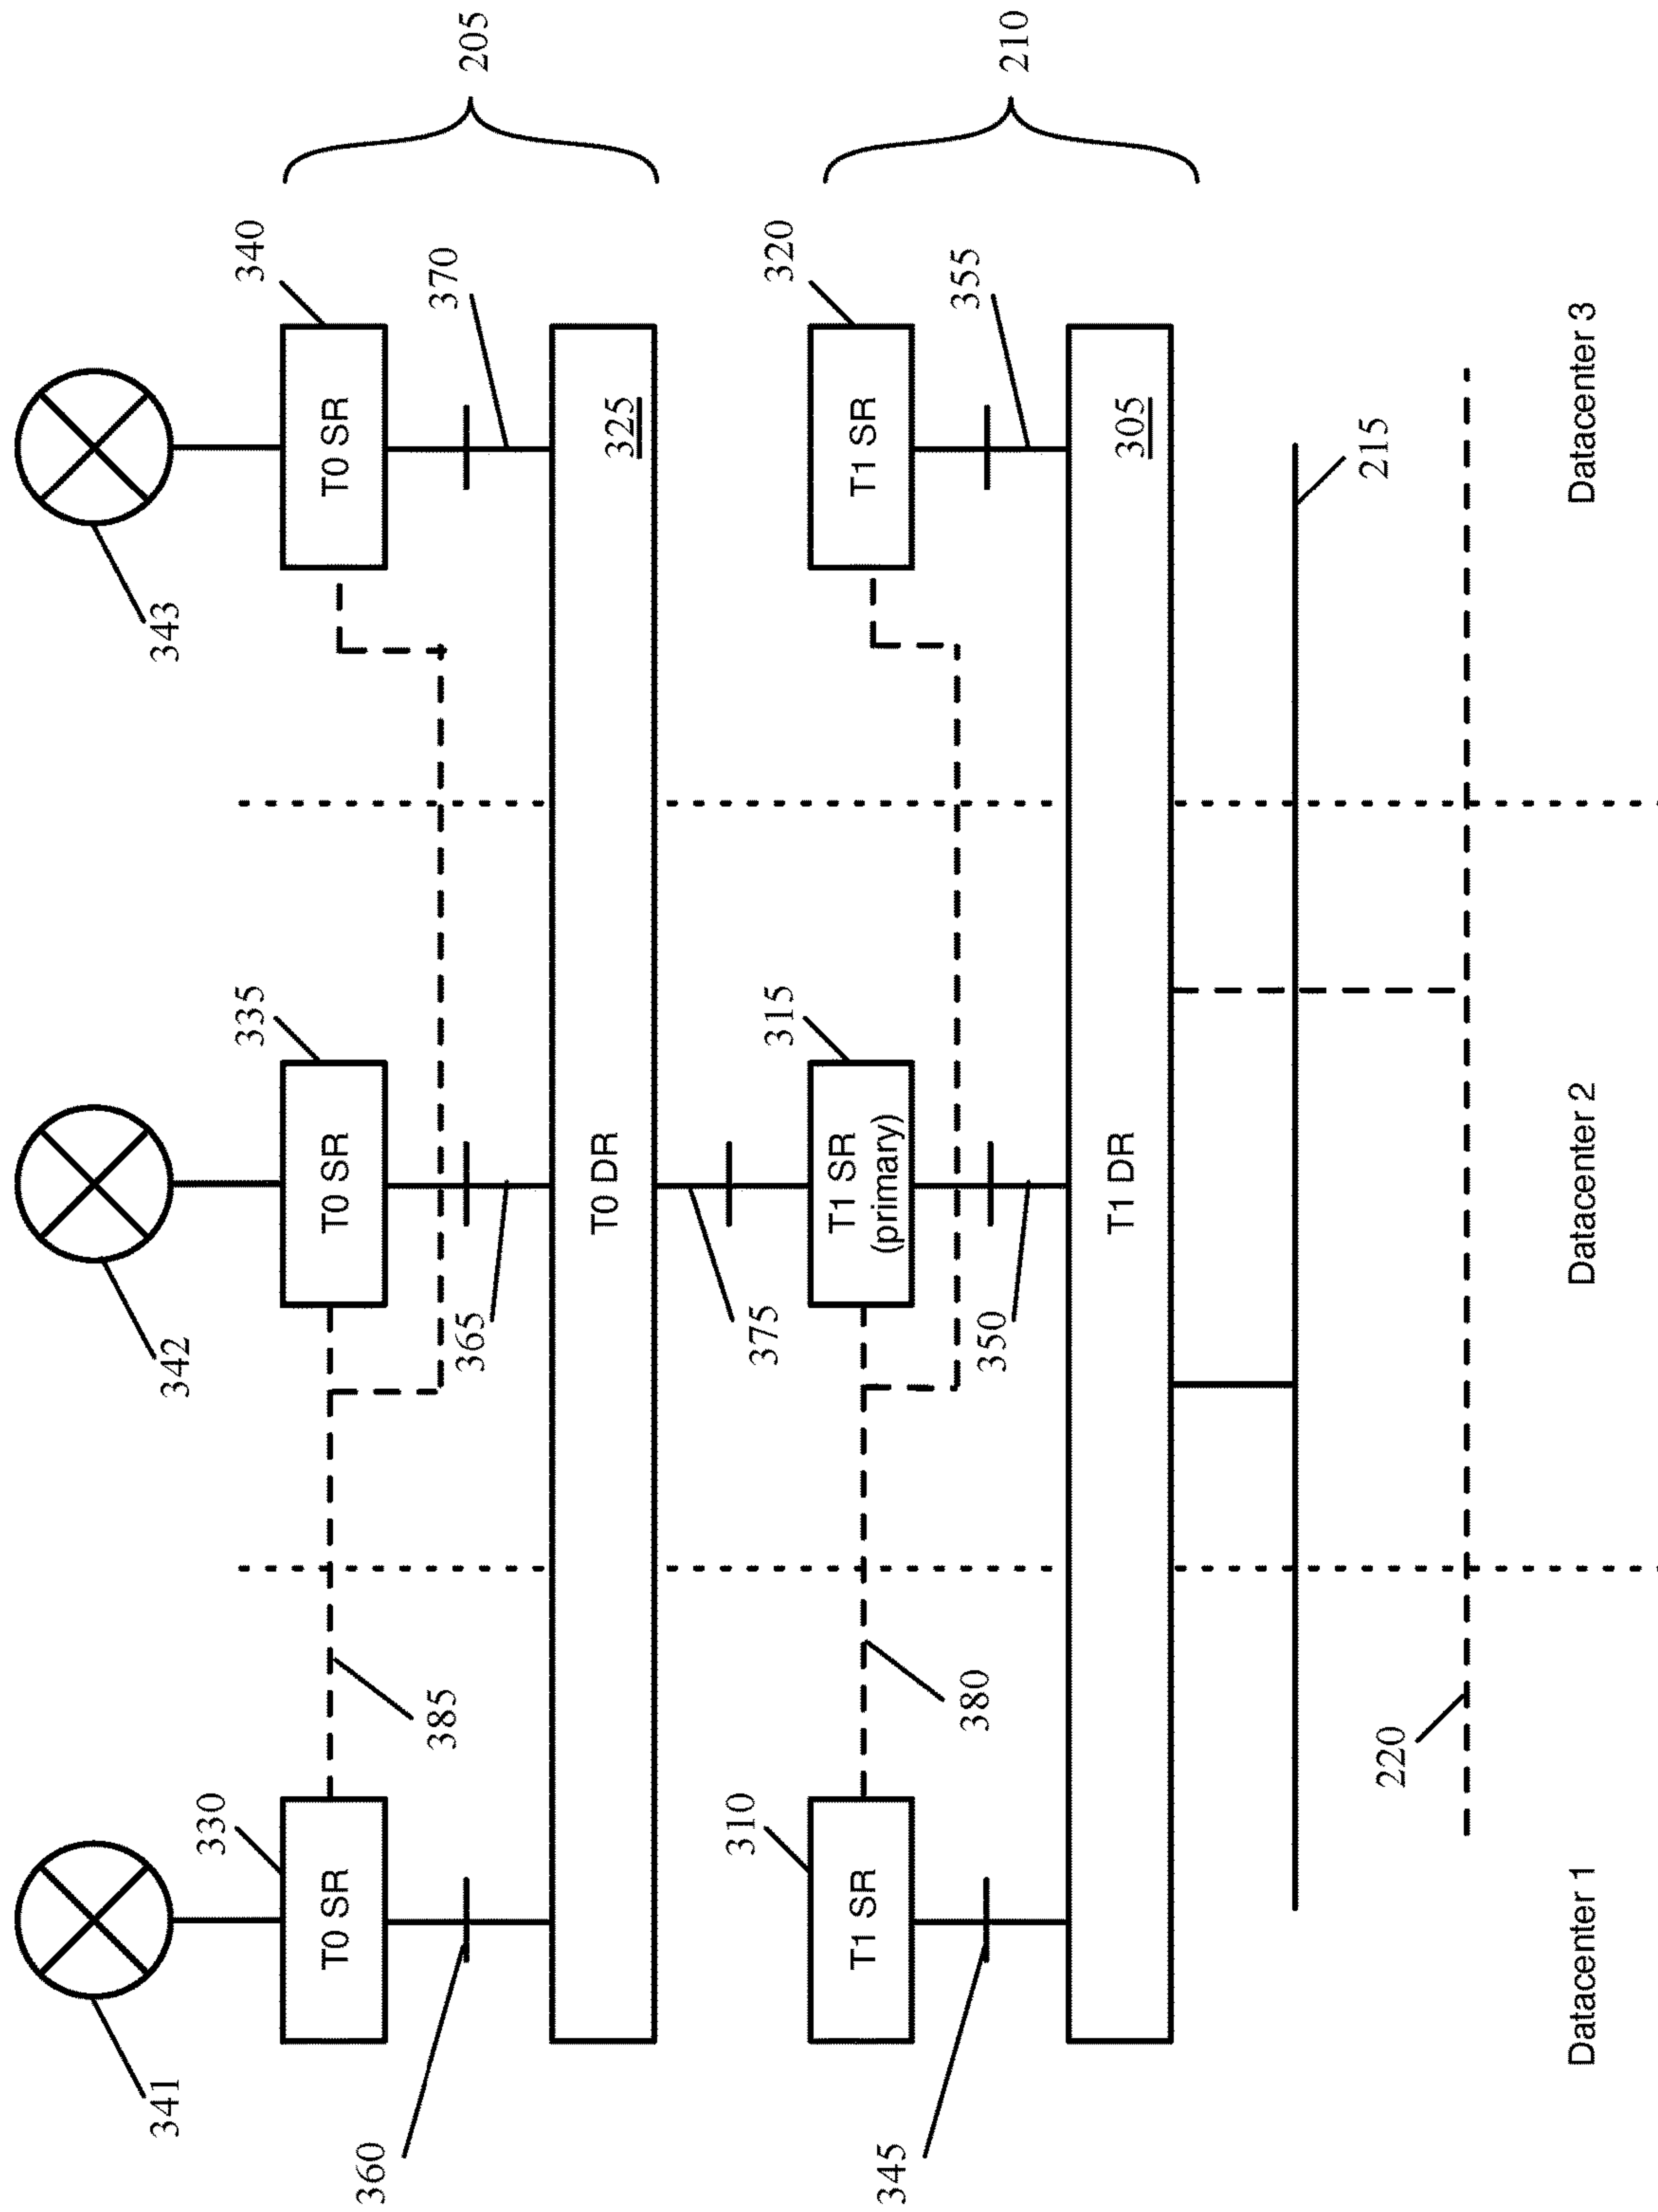 341
342
343
330
335
340
205
T0 SR
T0 SR
T0 SR
385
360
365
370
T0 DR
325
375
310
315
320
210
T1 SR
T1 SR
(primary)
T1 SR
380
345
350
355
T1 DR
305
215
220
Datacenter 1
Datacenter 2
Datacenter 3